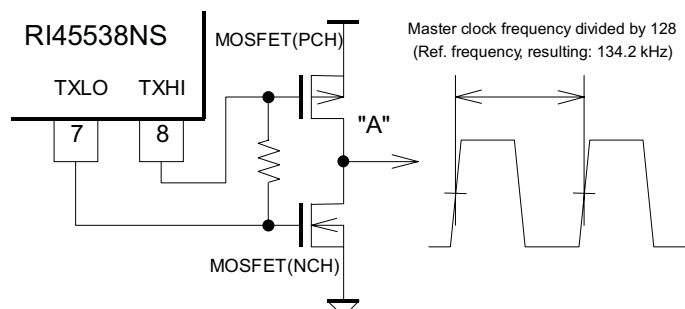 RI45538NS
MOSFET(PCH)
Master clock frequency divided by 128
(Ref. frequency, resulting: 134.2 kHz)
TXLO
TXHI
"A"
7
8
MOSFET(NCH)